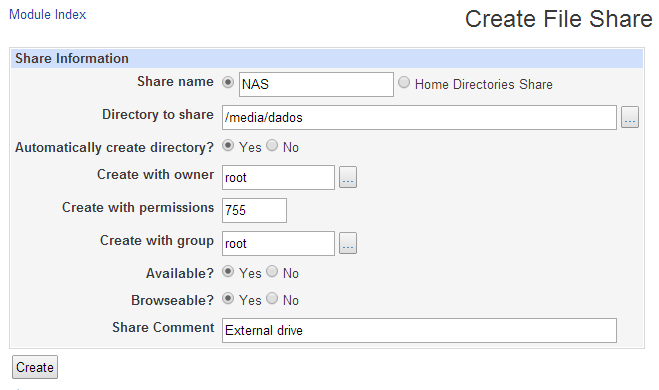 Module Index
Create File Share
Share Information
Share name NAS Home Directories Share
Directory to share /media/dados ...
Automatically create directory? Yes No
Create with owner root ...
Create with permissions 755
Create with group root ...
Available? Yes No
Browseable? Yes No
Share Comment External drive
Create